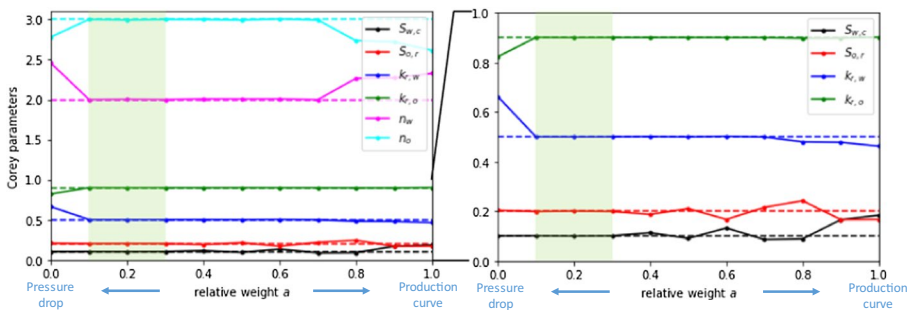 3.0
2.5
2.0
1.5
1.0
0.5
0.0
Corey parameters
S_{w,c}
S_{o,r}
k_{r,w}
k_{r,o}
n_w
n_o
0.0 0.2 0.4 0.6 0.8 1.0
Pressure
drop
relative weight a
Production
curve
1.0
0.8
0.6
0.4
0.2
0.0
S_{w,c}
S_{o,r}
k_{r,w}
k_{r,o}
0.0 0.2 0.4 0.6 0.8 1.0
Pressure
drop
relative weight a
Production
curve